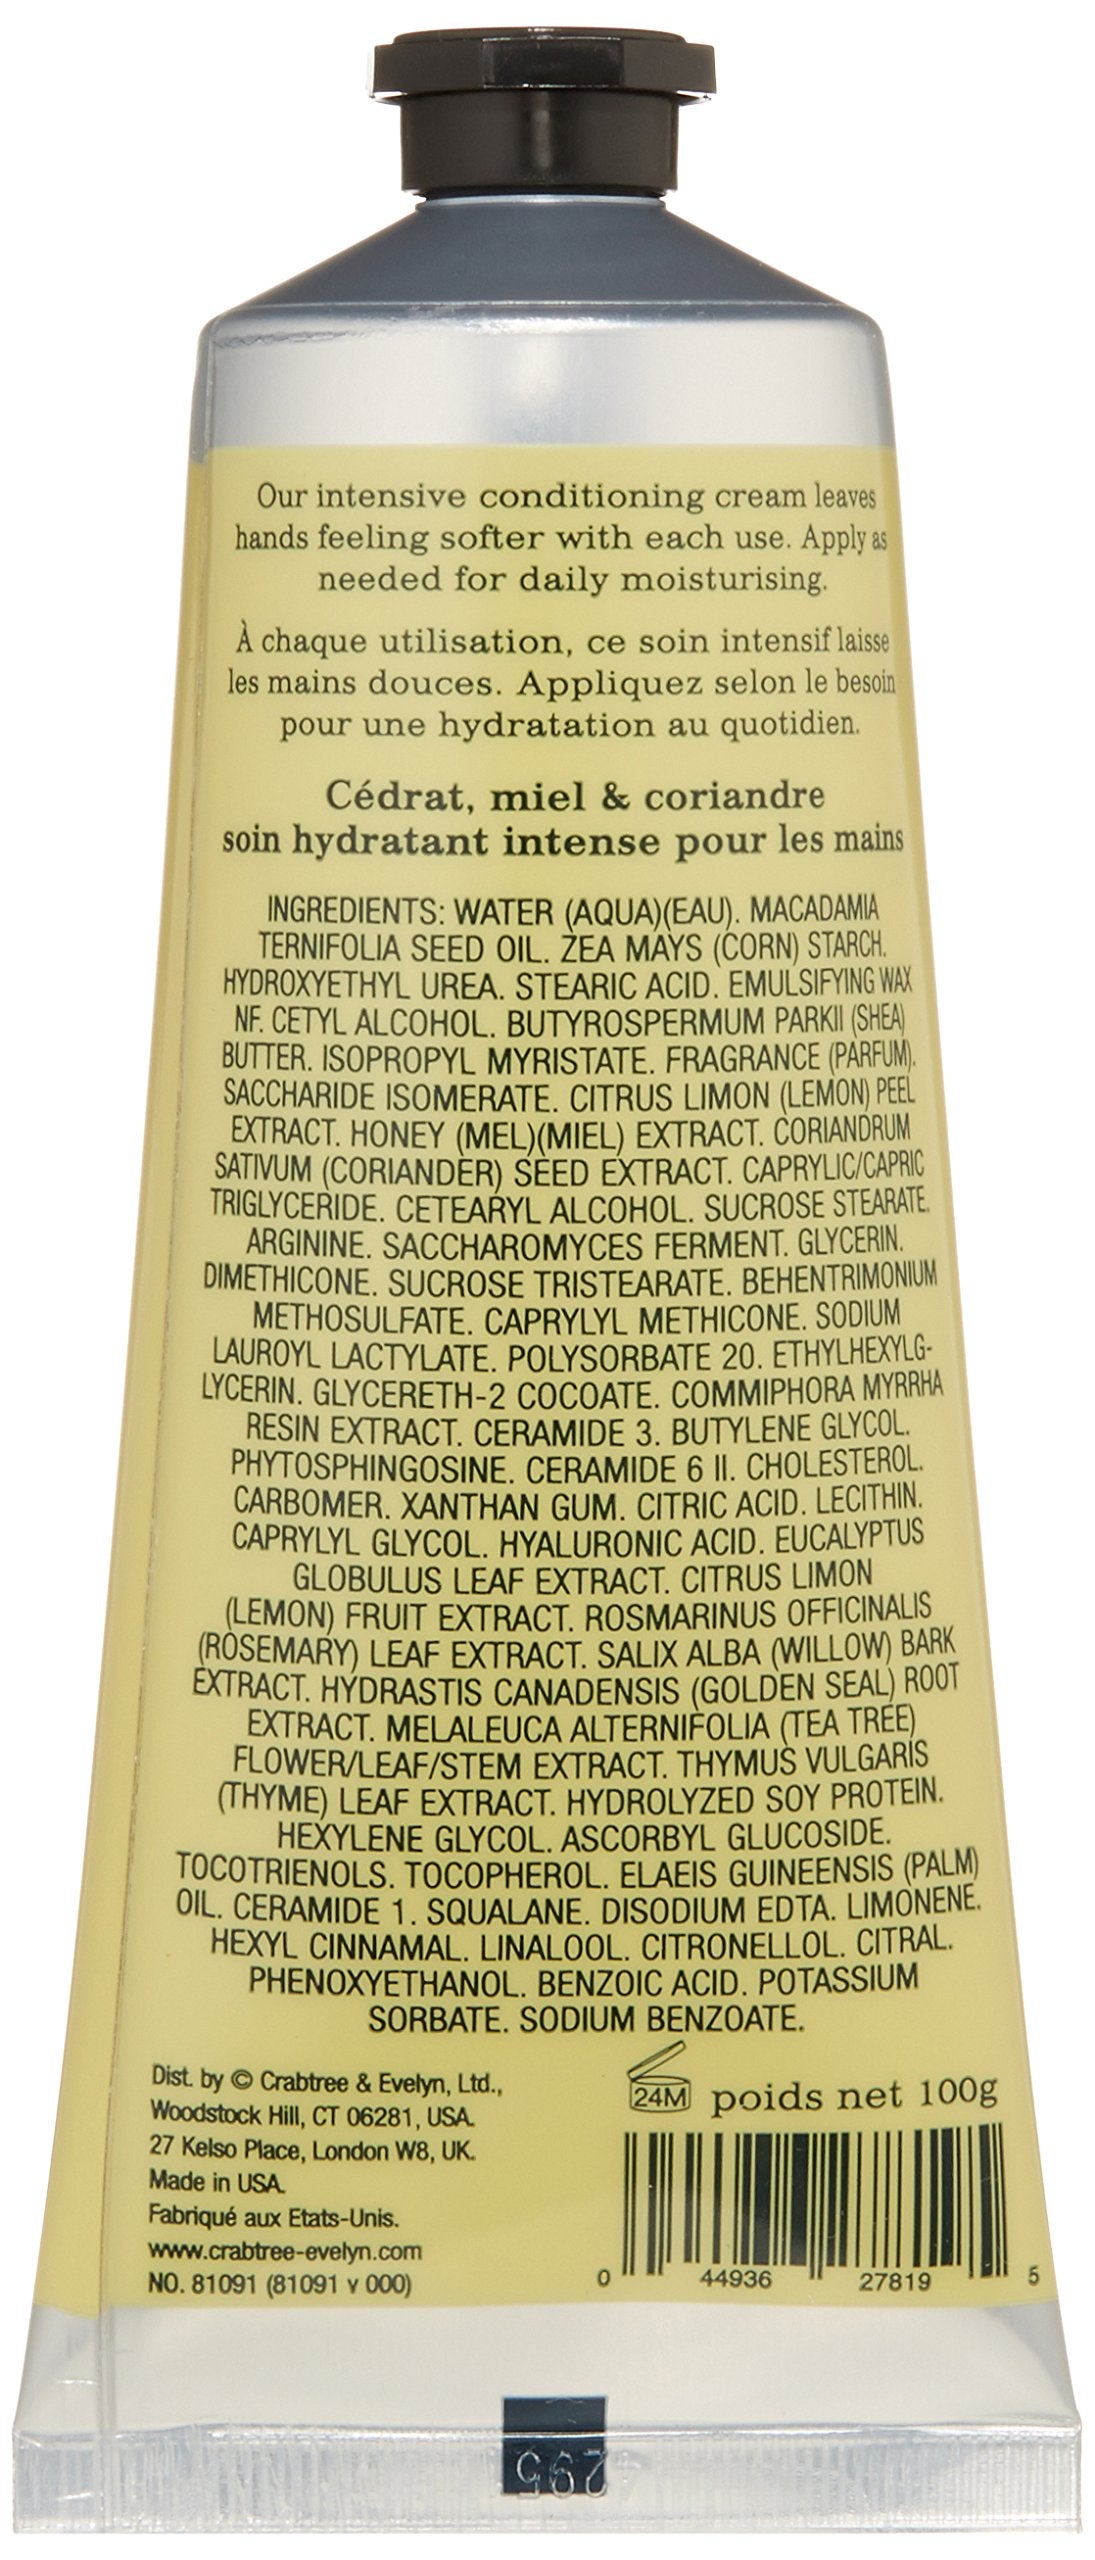 Our intensive conditioning cream leaves
hands feeling softer with each use. Apply as
needed for daily moisturising.
À chaque utilisation, ce soin intensif laisse
les mains douces. Appliquez selon le besoin
pour une hydratation au quotidien.
Cédrat, miel & coriandre
soin hydratant intense pour les mains
INGREDIENTS: WATER (AQUA)(EAU). MACADAMIA
TERNIFOLIA SEED OIL. ZEA MAYS (CORN) STARCH.
HYDROXYETHYL UREA. STEARIC ACID. EMULSIFYING WAX
NF. CETYL ALCOHOL. BUTYROSPERMUM PARKII (SHEA)
BUTTER. ISOPROPYL MYRISTATE. FRAGRANCE (PARFUM).
SACCHARIDE ISOMERATE. CITRUS LIMON (LEMON) PEEL
EXTRACT. HONEY (MEL)(MIEL) EXTRACT. CORIANDRUM
SATIVUM (CORIANDER) SEED EXTRACT. CAPRYLIC/CAPRIC
TRIGLYCERIDE. CETEARYL ALCOHOL. SUCROSE STEARATE.
ARGININE. SACCHAROMYCES FERMENT. GLYCERIN.
DIMETHICONE. SUCROSE TRISTEARATE. BEHENTRIMONIUM
METHOSULFATE. CAPRYLYL METHICONE. SODIUM
LAUROYL LACTYLATE. POLYSORBATE 20. ETHYLHEXYLG-
LYCERIN. GLYCERETH-2 COCOATE. COMMIPHORA MYRRHA
RESIN EXTRACT. CERAMIDE 3. BUTYLENE GLYCOL.
PHYTOSPHINGOSINE. CERAMIDE 6 II. CHOLESTEROL.
CARBOMER. XANTHAN GUM. CITRIC ACID. LECITHIN.
CAPRYLYL GLYCOL. HYALURONIC ACID. EUCALYPTUS
GLOBULUS LEAF EXTRACT. CITRUS LIMON
(LEMON) FRUIT EXTRACT. ROSMARINUS OFFICINALIS
(ROSEMARY) LEAF EXTRACT. SALIX ALBA (WILLOW) BARK
EXTRACT. HYDRASTIS CANADENSIS (GOLDEN SEAL) ROOT
EXTRACT. MELALEUCA ALTERNIFOLIA (TEA TREE)
FLOWER/LEAF/STEM EXTRACT. THYMUS VULGARIS
(THYME) LEAF EXTRACT. HYDROLYZED SOY PROTEIN.
HEXYLENE GLYCOL. ASCORBYL GLUCOSIDE.
TOCOTRIENOLS. TOCOPHEROL. ELAEIS GUINEENSIS (PALM)
OIL. CERAMIDE 1. SQUALANE. DISODIUM EDTA. LIMONENE.
HEXYL CINNAMAL. LINALOOL. CITRONELLOL. CITRAL.
PHENOXYETHANOL. BENZOIC ACID. POTASSIUM
SORBATE. SODIUM BENZOATE.
Dist. by © Crabtree & Evelyn, Ltd.,
Woodstock Hill, CT 06281, USA.
27 Kelso Place, London W8, UK.
Made in USA.
Fabriqué aux Etats-Unis.
www.crabtree-evelyn.com
NO. 81091 (81091 v 000)
24M poids net 100g
0 44936 27819 5